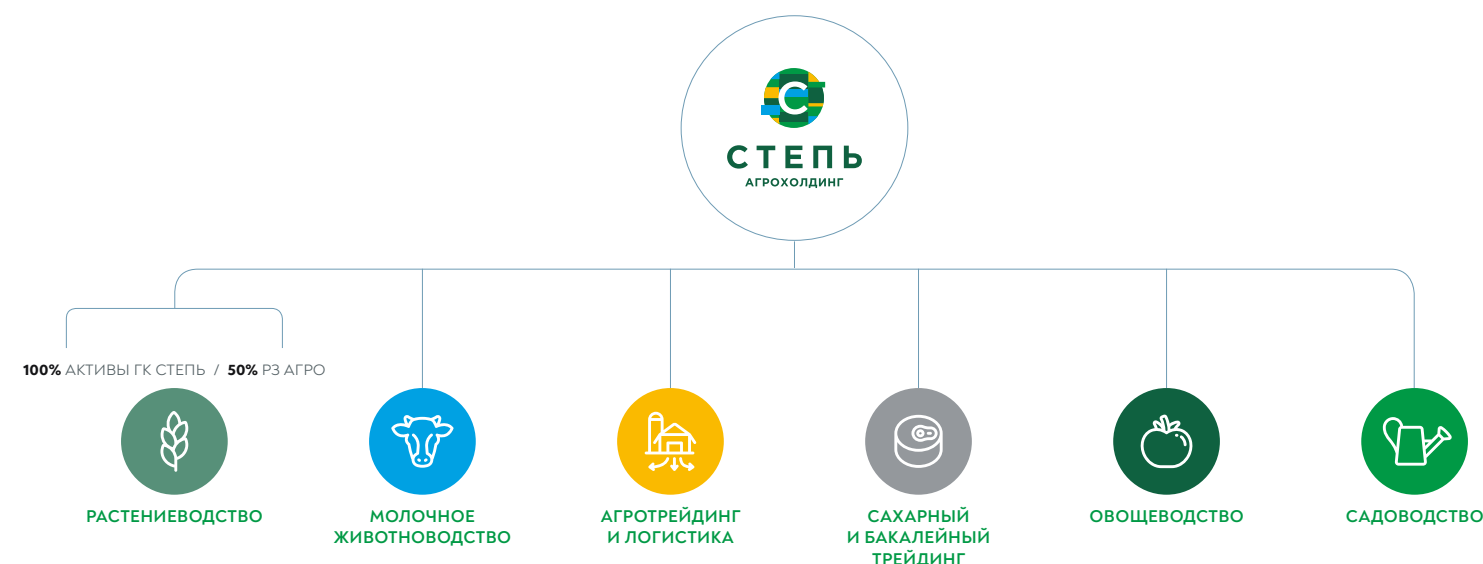 С
СТЕПЬ
АГРОХОЛДИНГ
100% АКТИВЫ ГК СТЕПЬ / 50% РЗ АГРО
РАСТЕНИЕВОДСТВО
МОЛОЧНОЕ
ЖИВОТНОВОДСТВО
АГРОТРЕЙДИНГ
И ЛОГИСТИКА
САХАРНЫЙ
И БАКАЛЕЙНЫЙ
ТРЕЙДИНГ
ОВОЩЕВОДСТВО
САДОВОДСТВО